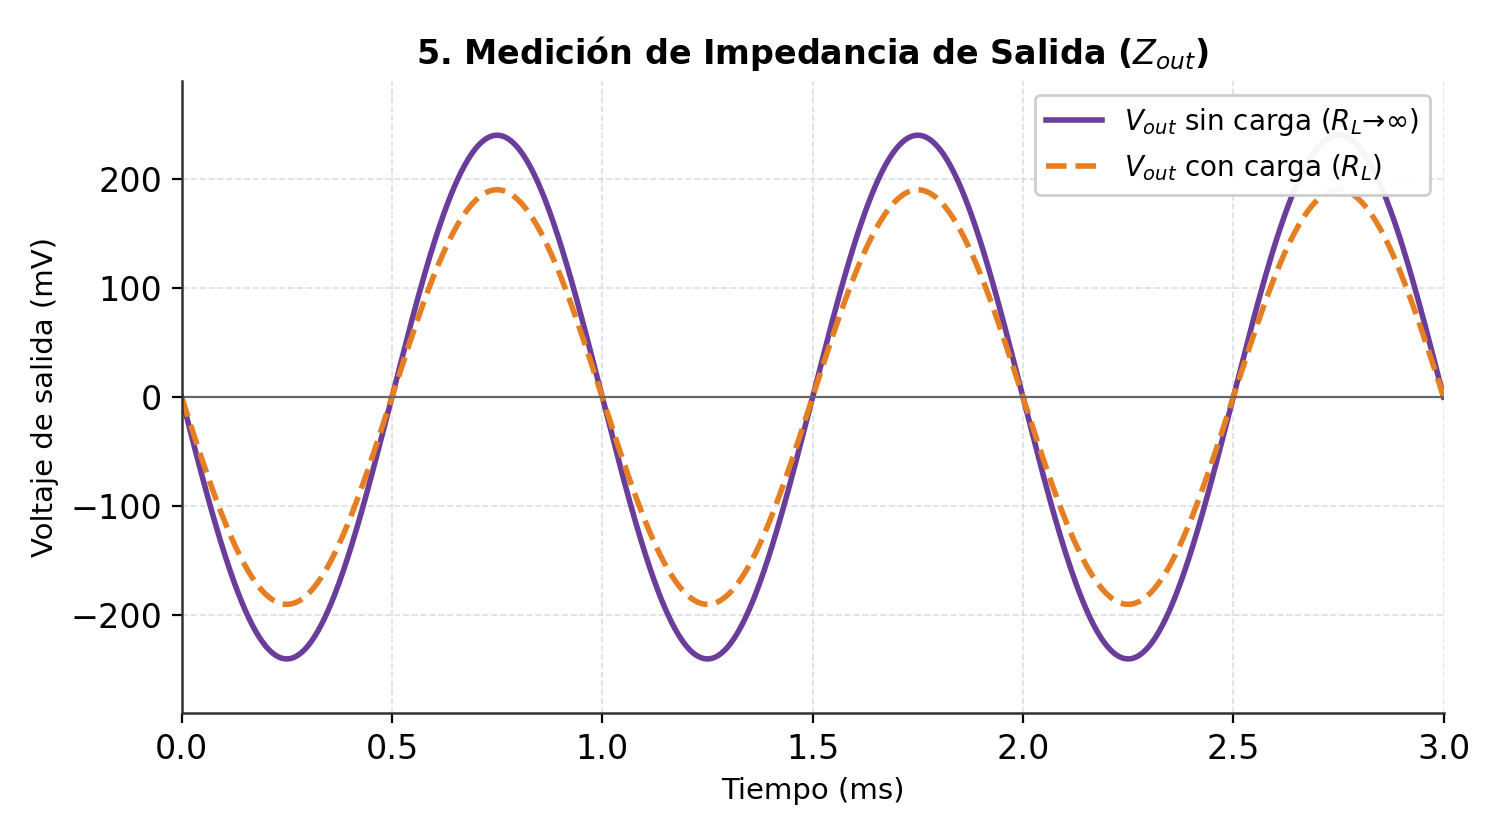 5. Medición de Impedancia de Salida (Z_out)
V_out sin carga (R_L→∞)
V_out con carga (R_L)
Voltaje de salida (mV)
200
100
0
−100
−200
0.0 0.5 1.0 1.5 2.0 2.5 3.0
Tiempo (ms)